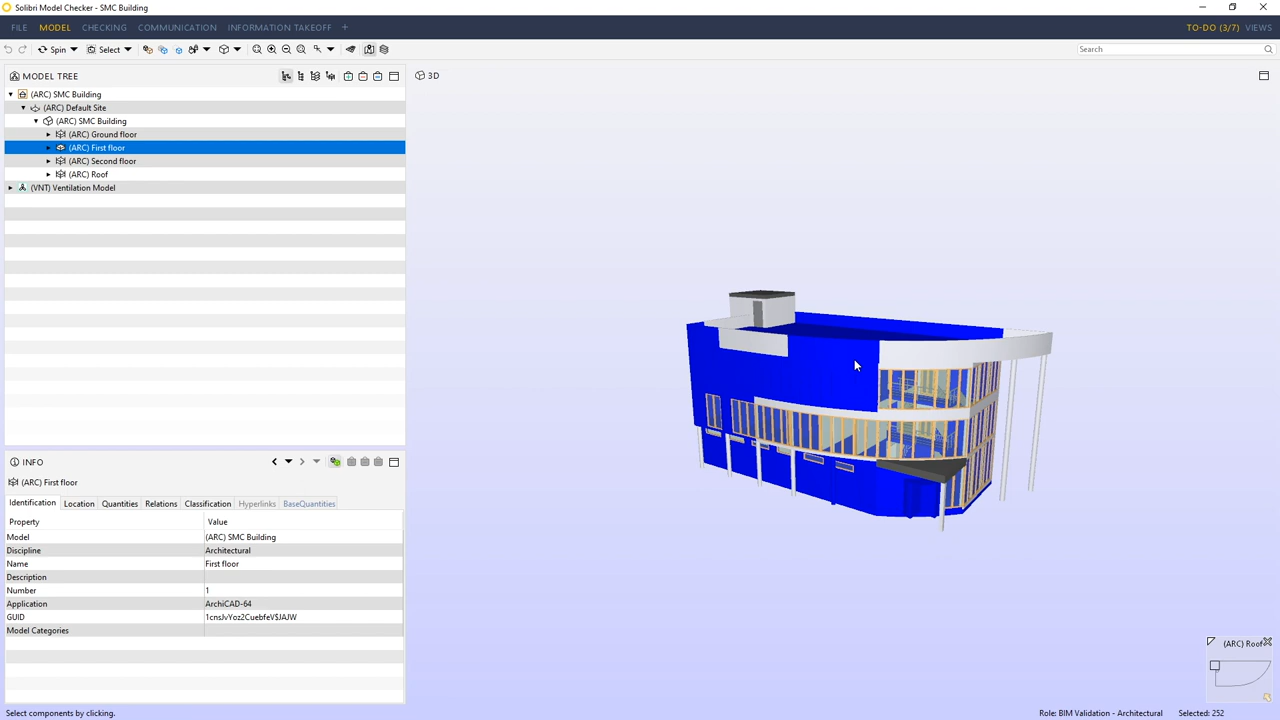 Solibri Model Checker - SMC Building
FILE MODEL CHECKING COMMUNICATION INFORMATION TAKEOFF + TO-DO (3/7) VIEWS
Spin Select Search
MODEL TREE
3D
(ARC) SMC Building
(ARC) Default Site
(ARC) SMC Building
(ARC) Ground floor
(ARC) First floor
(ARC) Second floor
(ARC) Roof
(VNT) Ventilation Model
INFO
(ARC) First floor
Identification Location Quantities Relations Classification Hyperlinks BaseQuantities
Property Value
Model (ARC) SMC Building
Discipline Architectural
Name First floor
Description
Number 1
Application ArchiCAD-64
GUID 1cnsJvYoz2CuebfeV$JAJW
Model Categories
(ARC) Roof
Select components by clicking. Role: BIM Validation - Architectural Selected: 252